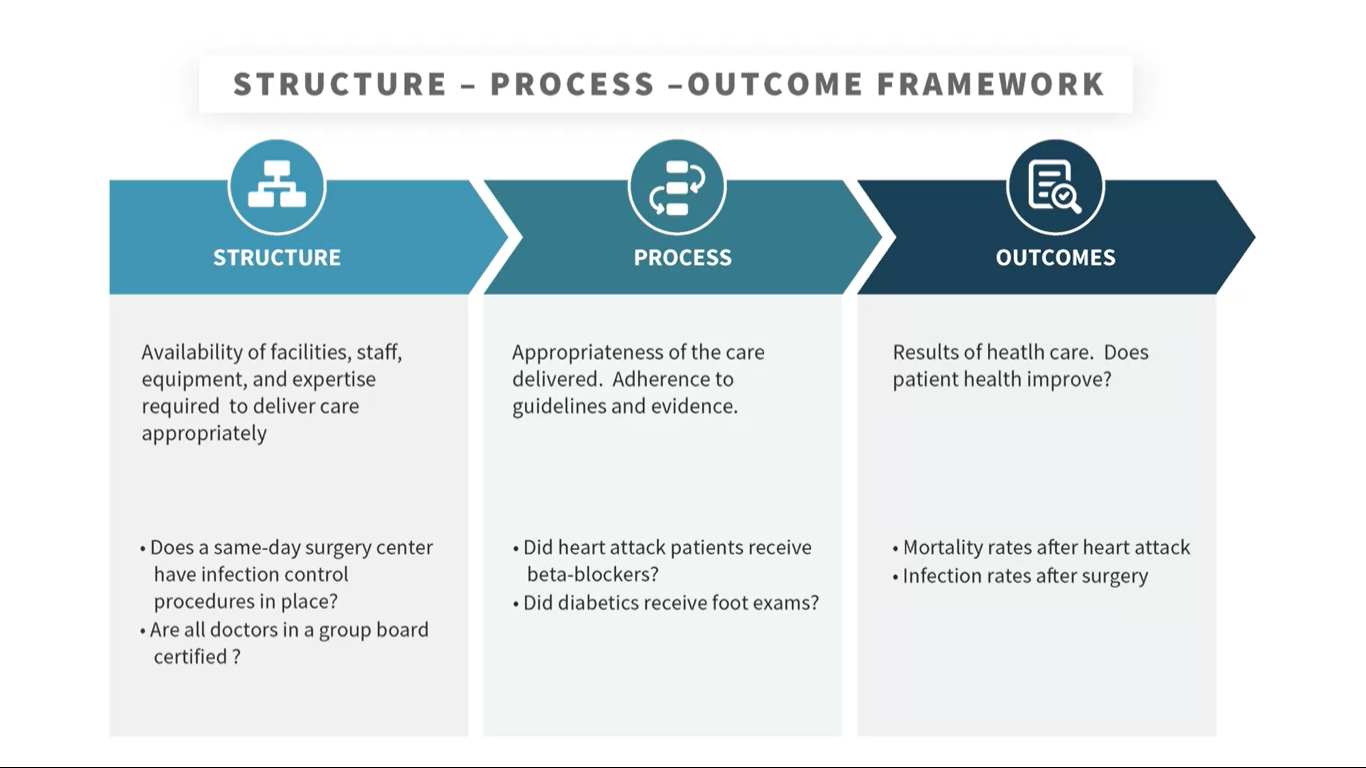 STRUCTURE – PROCESS –OUTCOME FRAMEWORK
STRUCTURE
Availability of facilities, staff,
equipment, and expertise
required  to deliver care
appropriately
• Does a same-day surgery center
have infection control
procedures in place?
• Are all doctors in a group board
certified ?
PROCESS
Appropriateness of the care
delivered.  Adherence to
guidelines and evidence.
• Did heart attack patients receive
beta-blockers?
• Did diabetics receive foot exams?
OUTCOMES
Results of heatlh care.  Does
patient health improve?
• Mortality rates after heart attack
• Infection rates after surgery